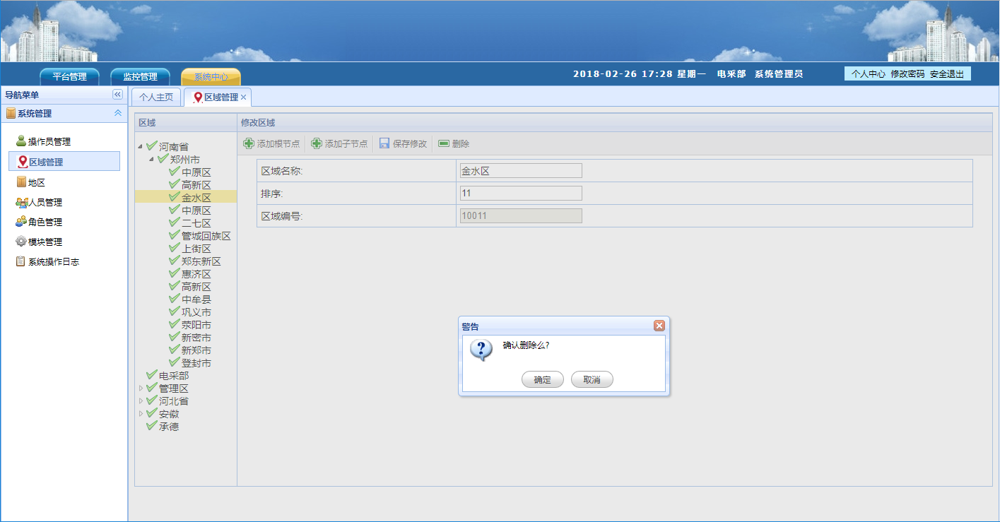 平台管理 监控管理 系统中心 2018-02-26 17:28 星期一 电采部 系统管理员 个人中心 修改密码 安全退出
导航菜单
系统管理
操作员管理
区域管理
地区
人员管理
角色管理
模块管理
系统操作日志
个人主页 区域管理
区域
河南省
郑州市
中原区
高新区
金水区
中原区
二七区
管城回族区
上街区
郑东新区
惠济区
高新区
中牟县
巩义市
荥阳市
新密市
新郑市
登封市
电采部
管理区
河北省
安徽
承德
修改区域
添加根节点 添加子节点 保存修改 删除
区域名称: 金水区
排序: 11
区域编号: 10011
警告
确认删除么?
确定 取消